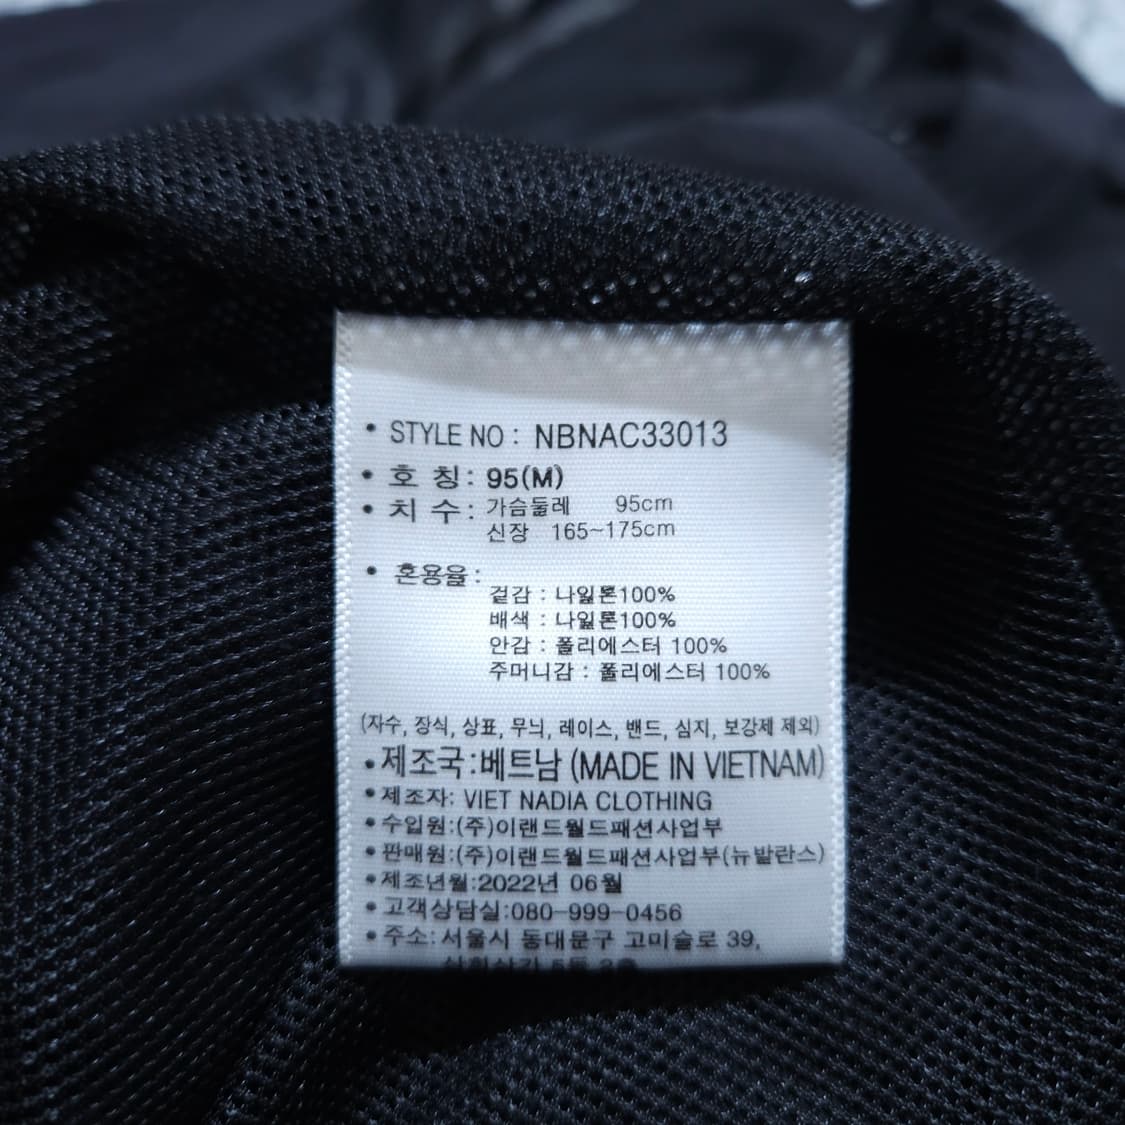 • STYLE NO : NBNAC33013
• 호 칭 : 95(M)
• 치 수 : 가슴둘레 95cm
신장 165~175cm
• 혼용율 :
겉감 : 나일론100%
배색 : 나일론100%
안감 : 폴리에스터 100%
주머니감 : 폴리에스터 100%
(자수, 장식, 상표, 무늬, 레이스, 밴드, 심지, 보강제 제외)
• 제조국:베트남 (MADE IN VIETNAM)
• 제조자: VIET NADIA CLOTHING
• 수입원:(주)이랜드월드패션사업부
• 판매원:(주)이랜드월드패션사업부(뉴발란스)
• 제조년월:2022년 06월
• 고객상담실:080-999-0456
• 주소: 서울시 동대문구 고미술로 39,